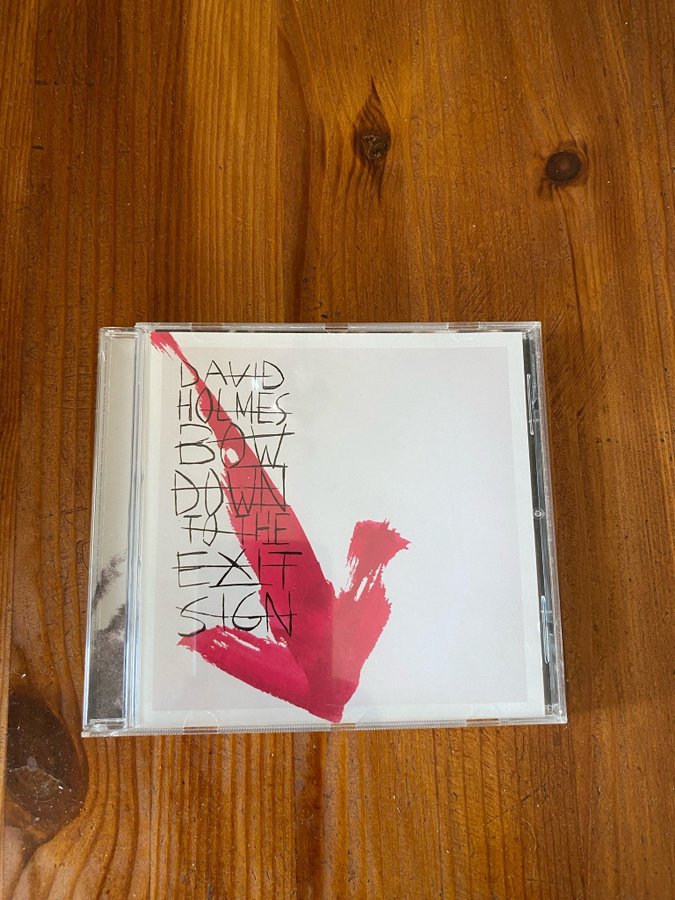 DAVID
HOLMES
BOW
DOWN
TO THE
EXIT
SIGN